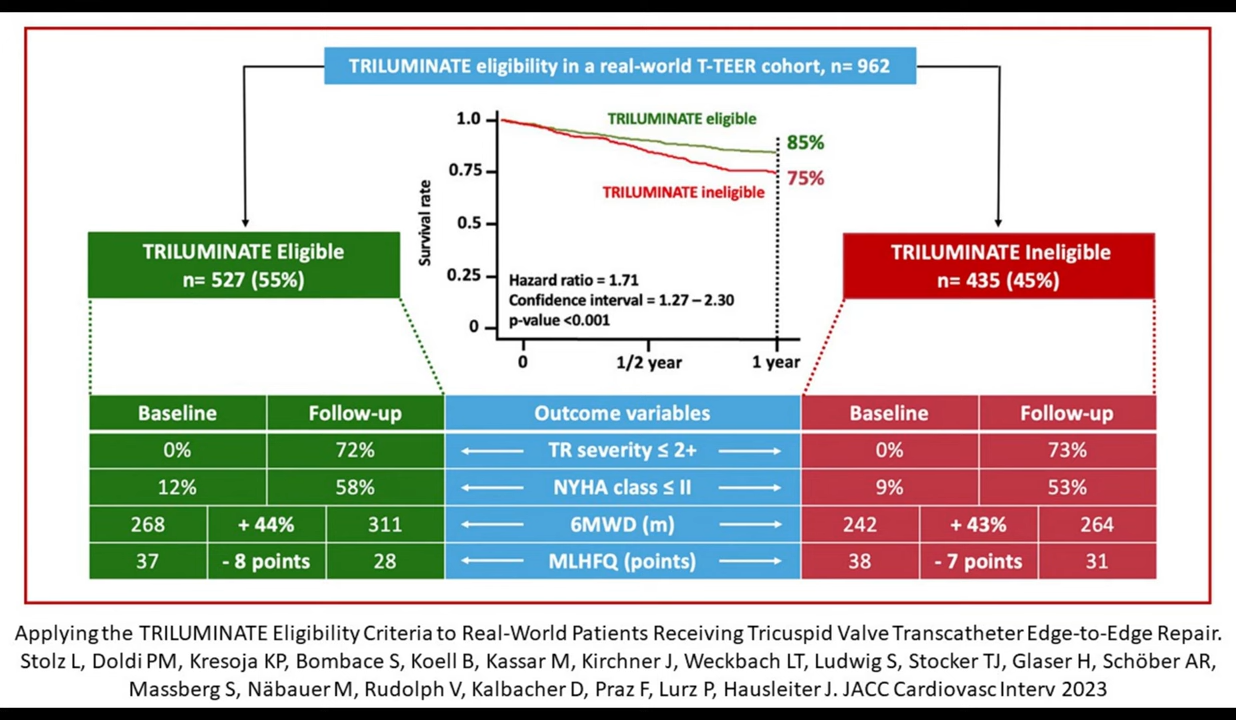 TRILUMINATE eligibility in a real-world T-TEER cohort, n= 962
1.0
0.75
0.5
0.25
0
Survival rate
TRILUMINATE eligible
85%
75%
TRILUMINATE ineligible
Hazard ratio = 1.71
Confidence interval = 1.27 – 2.30
p-value <0.001
0 1/2 year 1 year
TRILUMINATE Eligible
n= 527 (55%)
TRILUMINATE Ineligible
n= 435 (45%)
Baseline Follow-up Outcome variables Baseline Follow-up
0% 72% TR severity ≤ 2+ 0% 73%
12% 58% NYHA class ≤ II 9% 53%
268 + 44% 311 6MWD (m) 242 + 43% 264
37 - 8 points 28 MLHFQ (points) 38 - 7 points 31
Applying the TRILUMINATE Eligibility Criteria to Real-World Patients Receiving Tricuspid Valve Transcatheter Edge-to-Edge Repair.
Stolz L, Doldi PM, Kresoja KP, Bombace S, Koell B, Kassar M, Kirchner J, Weckbach LT, Ludwig S, Stocker TJ, Glaser H, Schöber AR,
Massberg S, Näbauer M, Rudolph V, Kalbacher D, Praz F, Lurz P, Hausleiter J. JACC Cardiovasc Interv 2023